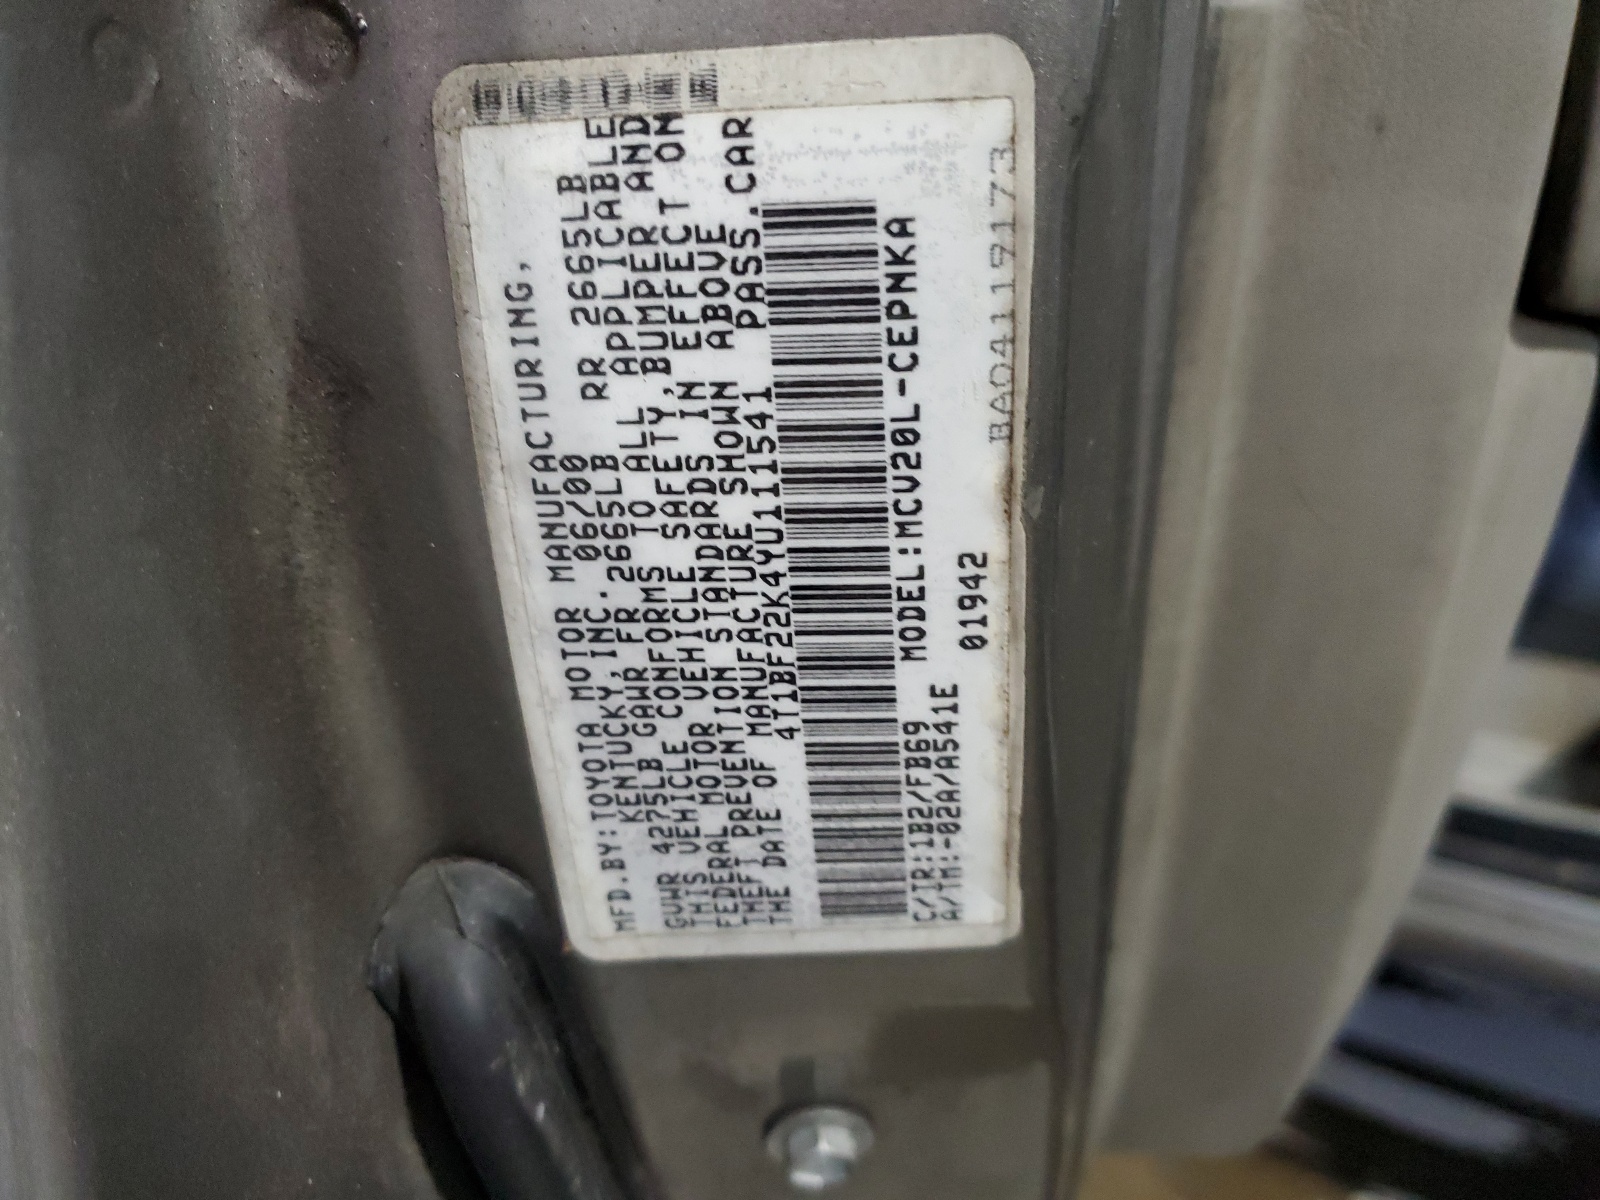 MFD.BY:TOYOTA MOTOR MANUFACTURING,
KENTUCKY,INC. 06/00
GVWR 4275LB GAWR FR 2665LB RR 2665LB
THIS VEHICLE CONFORMS TO ALL APPLICABLE
FEDERAL MOTOR VEHICLE SAFETY,BUMPER AND
THEFT PREVENTION STANDARDS IN EFFECT ON
THE DATE OF MANUFACTURE SHOWN ABOVE
4T1BF22K4YU111541 PASS.CAR
MODEL:MCV20L-CEPNKA
C/TR:1B2/FB69
A/TM:-02A/A541E
01942
BA04119173